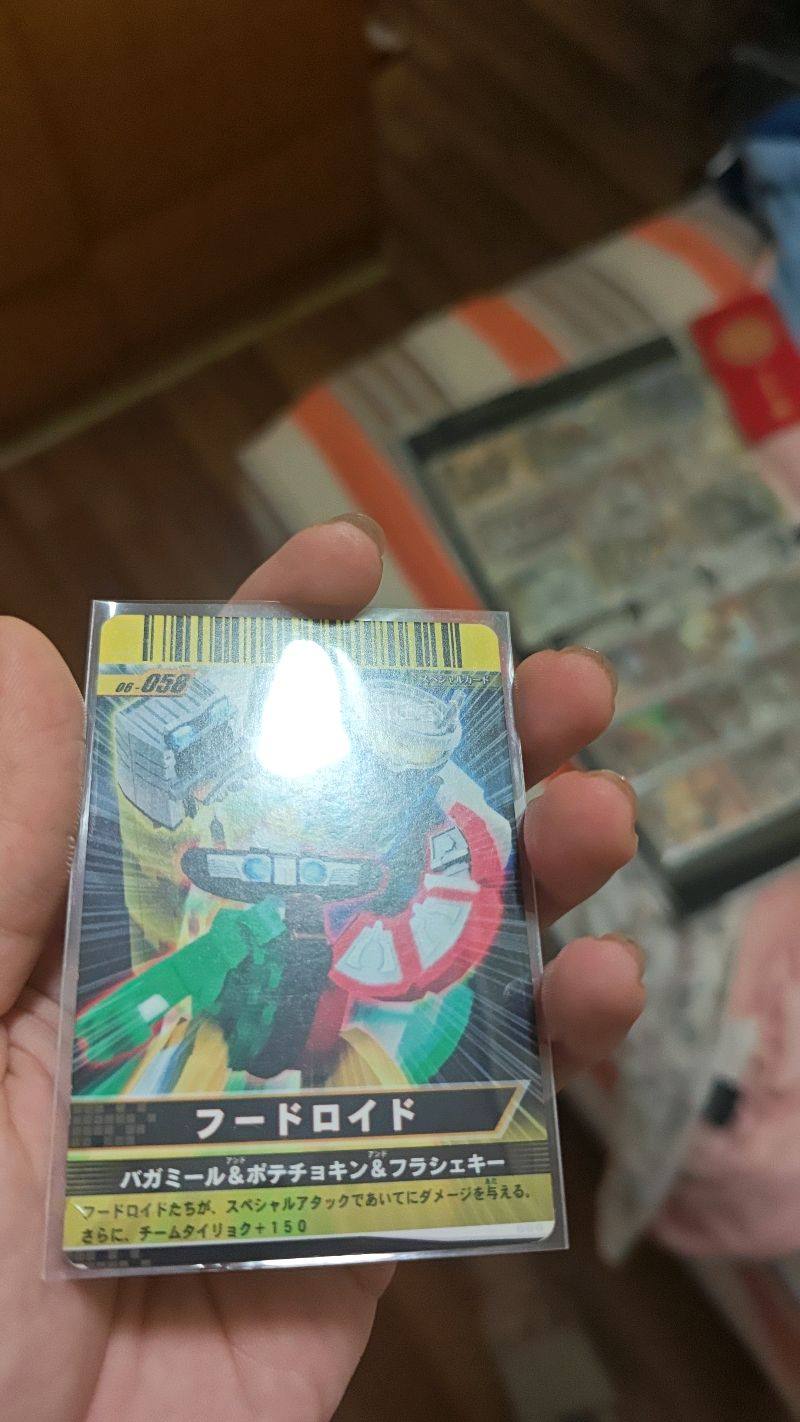 06-058
スペシャルカード
フードロイド
アンド アンド
バガミール&ポテチョキン&フラシェキー
あた
フードロイドたちが、スペシャルアタックであいてにダメージを与える。
さらに、チームタイリョク+150